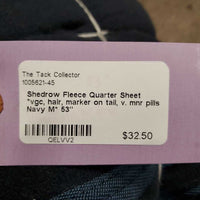 The Tack Collector
1005621-45
Shedrow Fleece Quarter Sheet
*vgc, hair, marker on tail, v. mnr pills
Navy M* 53"
$32.50
QELVV2